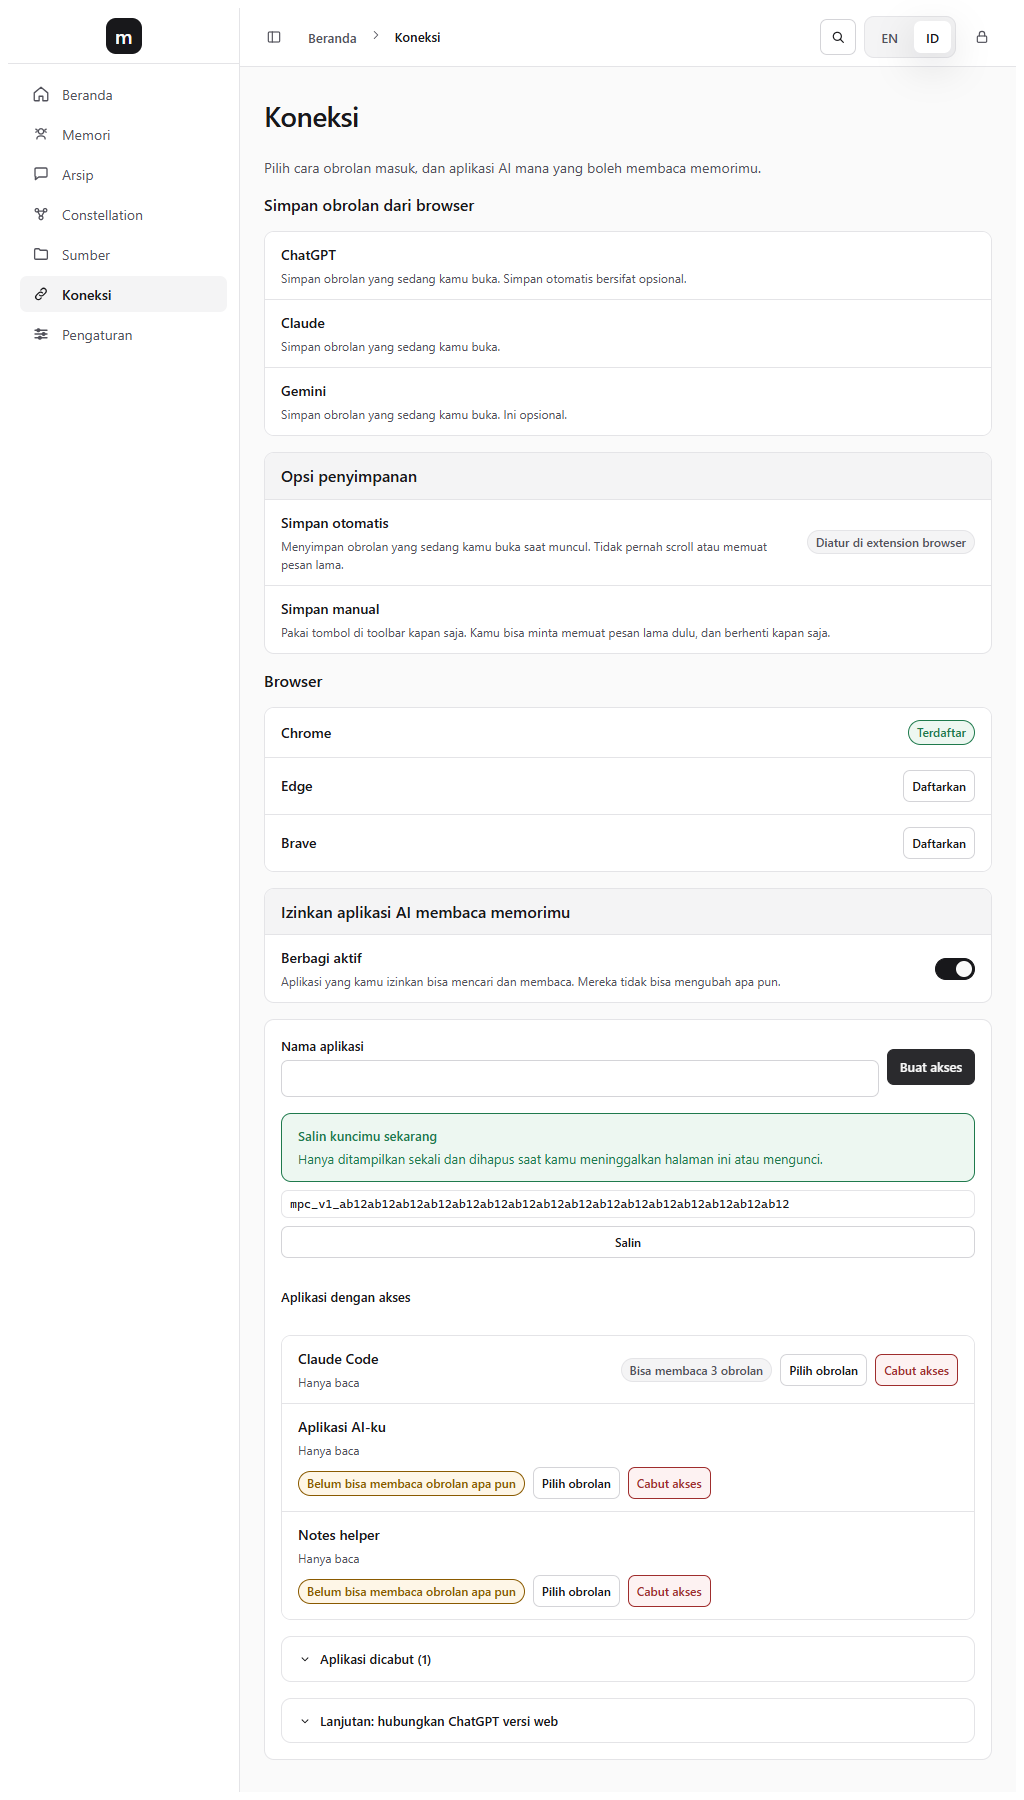 m
Beranda
Memori
Arsip
Constellation
Sumber
Koneksi
Pengaturan
Beranda > Koneksi
EN ID
Koneksi
Pilih cara obrolan masuk, dan aplikasi AI mana yang boleh membaca memorimu.
Simpan obrolan dari browser
ChatGPT
Simpan obrolan yang sedang kamu buka. Simpan otomatis bersifat opsional.
Claude
Simpan obrolan yang sedang kamu buka.
Gemini
Simpan obrolan yang sedang kamu buka. Ini opsional.
Opsi penyimpanan
Simpan otomatis
Menyimpan obrolan yang sedang kamu buka saat muncul. Tidak pernah scroll atau memuat
pesan lama.
Diatur di extension browser
Simpan manual
Pakai tombol di toolbar kapan saja. Kamu bisa minta memuat pesan lama dulu, dan berhenti kapan saja.
Browser
Chrome
Terdaftar
Edge
Daftarkan
Brave
Daftarkan
Izinkan aplikasi AI membaca memorimu
Berbagi aktif
Aplikasi yang kamu izinkan bisa mencari dan membaca. Mereka tidak bisa mengubah apa pun.
Nama aplikasi
Buat akses
Salin kuncimu sekarang
Hanya ditampilkan sekali dan dihapus saat kamu meninggalkan halaman ini atau mengunci.
mpc_v1_ab12ab12ab12ab12ab12ab12ab12ab12ab12ab12ab12ab12ab12ab12ab12ab12
Salin
Aplikasi dengan akses
Claude Code
Hanya baca
Bisa membaca 3 obrolan
Pilih obrolan
Cabut akses
Aplikasi AI-ku
Hanya baca
Belum bisa membaca obrolan apa pun
Pilih obrolan
Cabut akses
Notes helper
Hanya baca
Belum bisa membaca obrolan apa pun
Pilih obrolan
Cabut akses
Aplikasi dicabut (1)
Lanjutan: hubungkan ChatGPT versi web